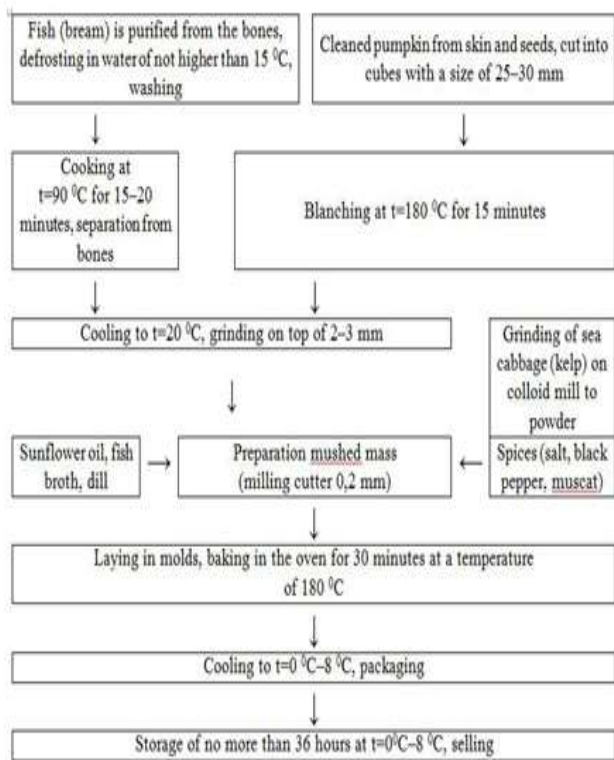 Fish (bream) is purified from the bones,
defrosting in water of not higher than 15 ⁰C,
washing
Cleaned pumpkin from skin and seeds, cut into
cubes with a size of 25–30 mm
Cooking at
t=90 ⁰C for 15–20
minutes, separation from
bones
Blanching at t=180 ⁰C for 15 minutes
Cooling to t=20 ⁰C, grinding on top of 2–3 mm
Grinding of sea
cabbage (kelp) on
colloid mill to
powder
Sunflower oil, fish
broth, dill
Preparation mushed mass
(milling cutter 0,2 mm)
Spices (salt, black
pepper, muscat)
Laying in molds, baking in the oven for 30 minutes at a temperature
of 180 ⁰C
Cooling to t=0 ⁰C–8 ⁰C, packaging
Storage of no more than 36 hours at t=0⁰C–8 ⁰C, selling